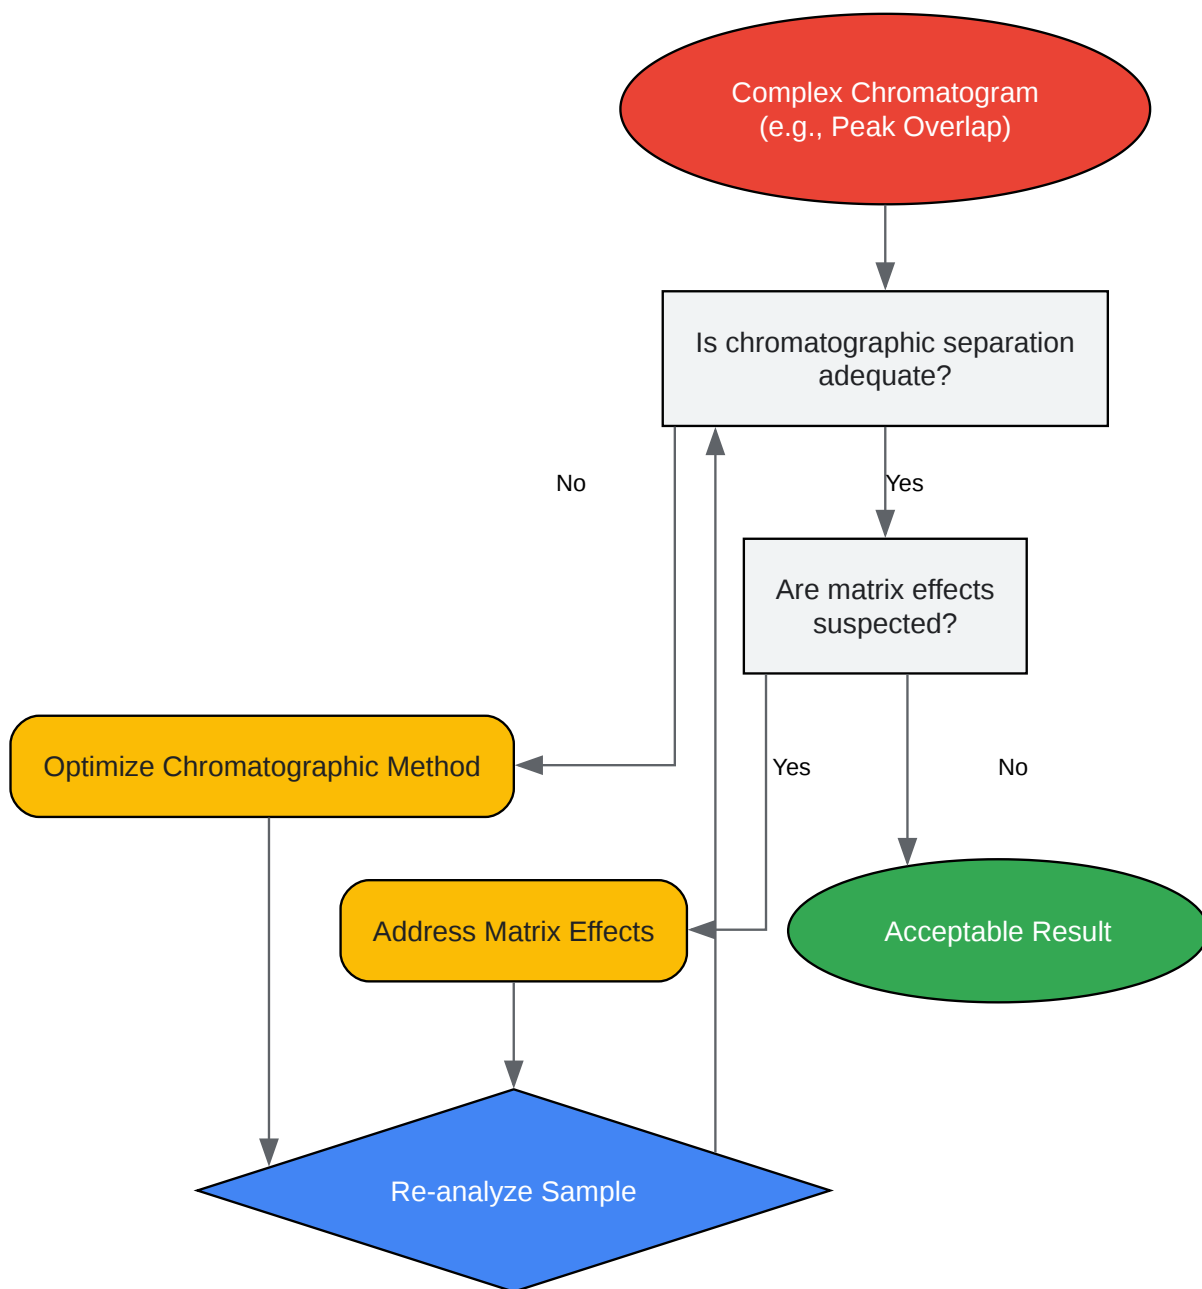 Complex Chromatogram
(e.g., Peak Overlap)
Is chromatographic separation
adequate?
No
Yes
Are matrix effects
suspected?
Optimize Chromatographic Method
Yes
No
Address Matrix Effects
Acceptable Result
Re-analyze Sample